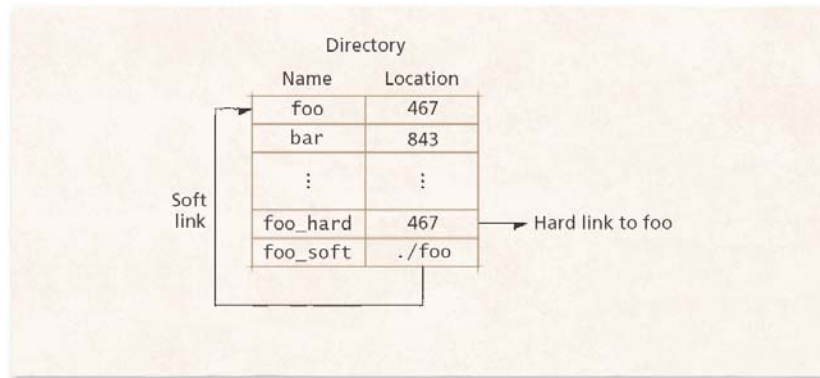 Directory
Name Location
foo 467
bar 843
⋮ ⋮
Soft
link
foo_hard 467 Hard link to foo
foo_soft ./foo